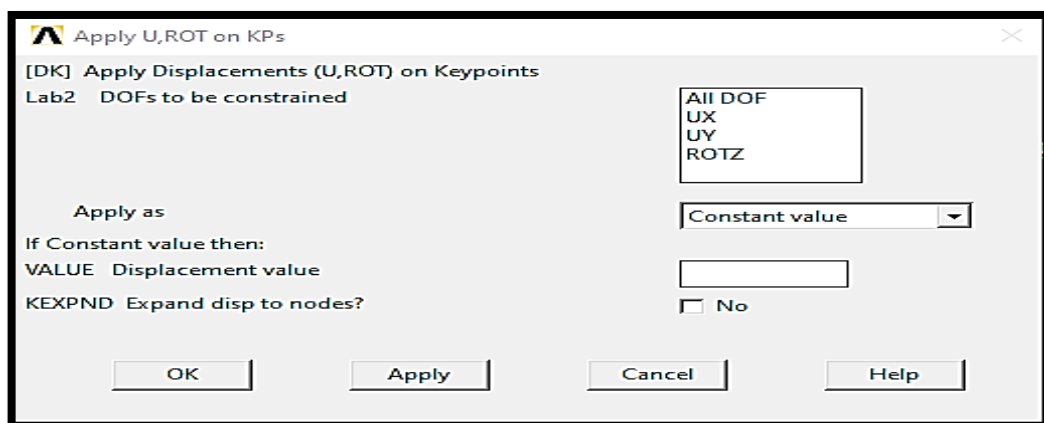 Apply U,ROT on KPs
[DK] Apply Displacements (U,ROT) on Keypoints
Lab2 DOFs to be constrained
All DOF
UX
UY
ROTZ
Apply as
Constant value
If Constant value then:
VALUE Displacement value
KEXPND Expand disp to nodes?
No
OK
Apply
Cancel
Help